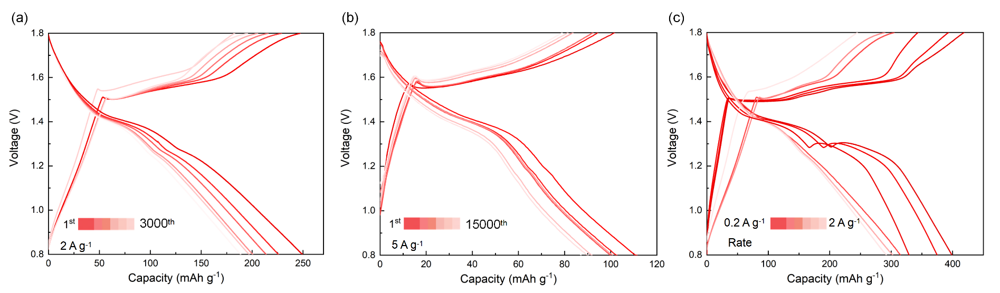 (a)
1.8
1.6
1.4
1.2
1.0
0.8
Voltage (V)
1st 3000th
2 A g-1
0 50 100 150 200 250
Capacity (mAh g-1)
(b)
1.8
1.6
1.4
1.2
1.0
0.8
Voltage (V)
1st 15000th
5 A g-1
0 20 40 60 80 100 120
Capacity (mAh g-1)
(c)
1.8
1.6
1.4
1.2
1.0
0.8
Voltage (V)
0.2 A g-1 2 A g-1
Rate
0 100 200 300 400
Capacity (mAh g-1)